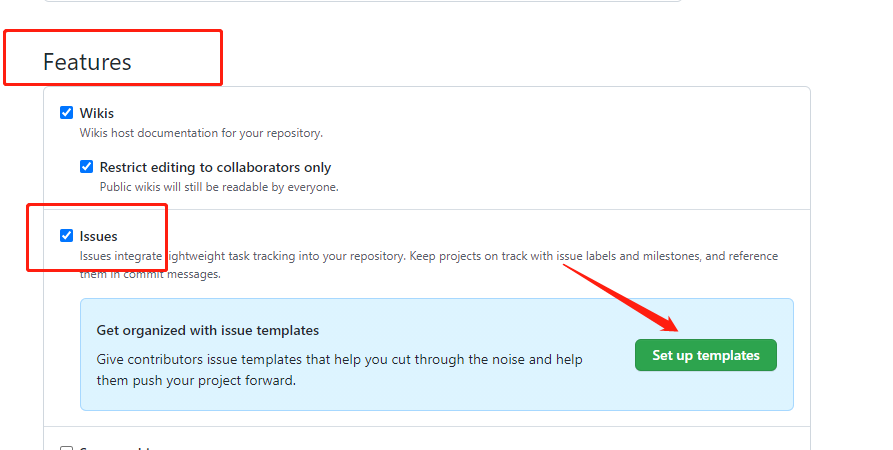 Features
Wikis
Wikis host documentation for your repository.
Restrict editing to collaborators only
Public wikis will still be readable by everyone.
Issues
Issues integrate lightweight task tracking into your repository. Keep projects on track with issue labels and milestones, and reference
them in commit messages.
Get organized with issue templates
Give contributors issue templates that help you cut through the noise and help
them push your project forward.
Set up templates